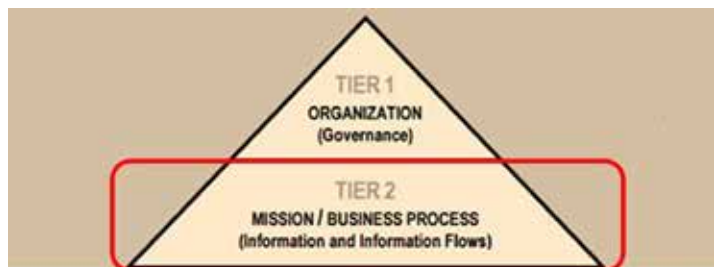 TIER 1
ORGANIZATION
(Governance)
TIER 2
MISSION / BUSINESS PROCESS
(Information and Information Flows)